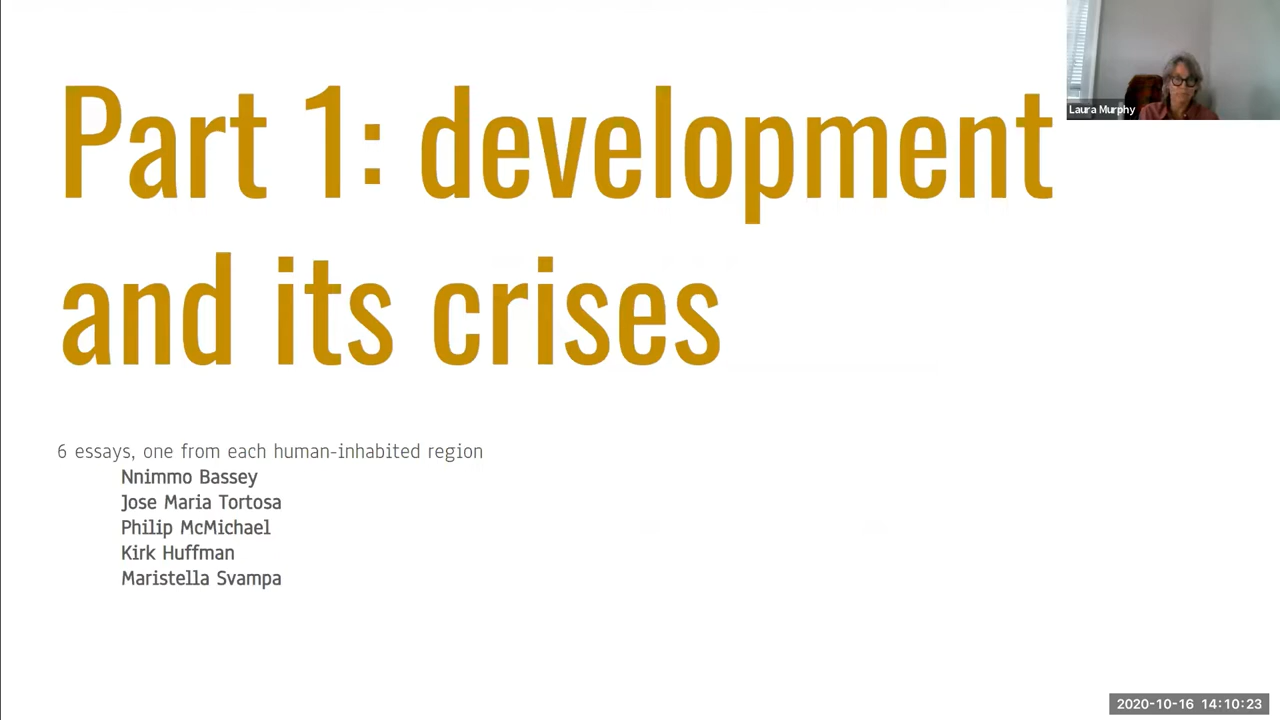 Part 1: development
and its crises
Laura Murphy
6 essays, one from each human-inhabited region
Nnimmo Bassey
Jose Maria Tortosa
Philip McMichael
Kirk Huffman
Maristella Svampa
2020-10-16 14:10:23